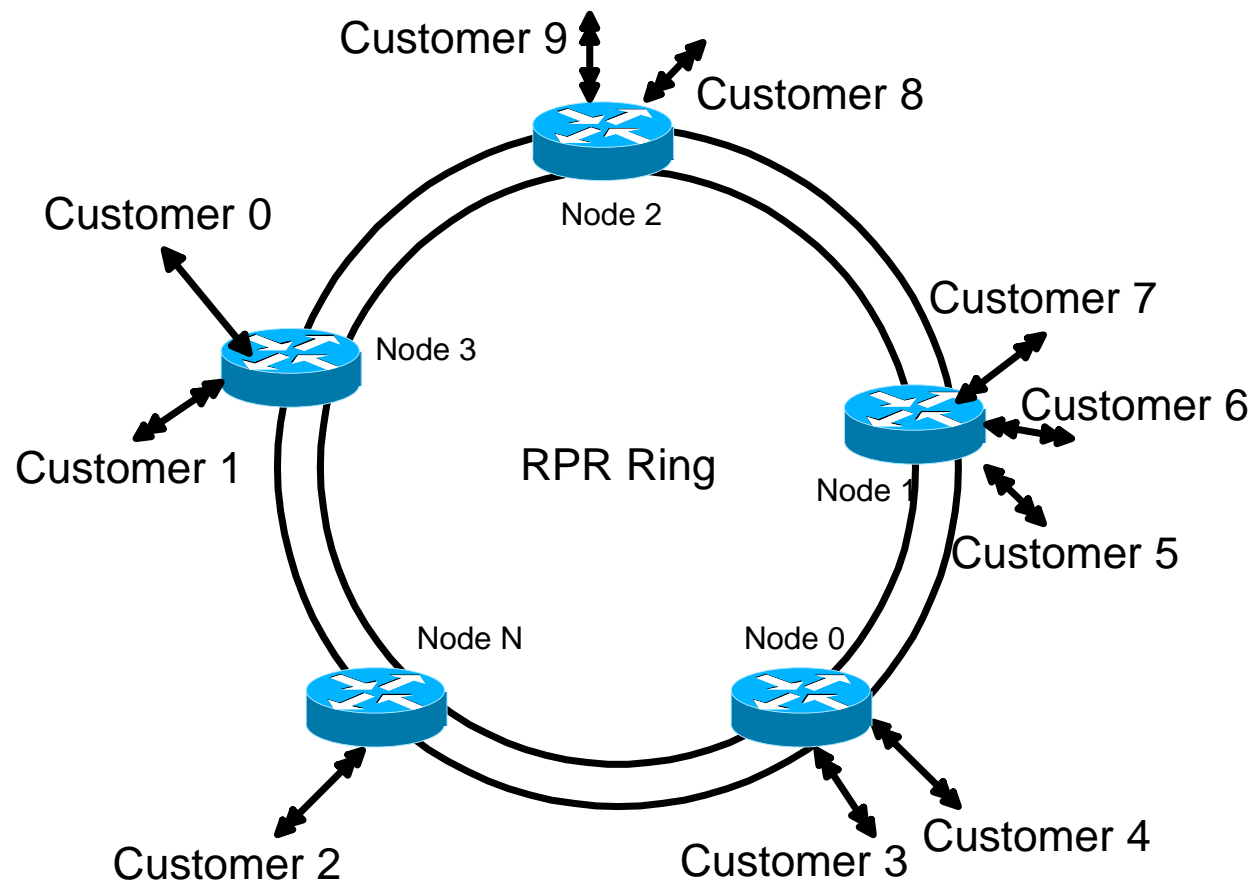 Customer 9
Customer 8
Customer 0
Node 2
Customer 7
Node 3
Customer 6
Customer 1
RPR Ring
Node 1
Customer 5
Node N
Node 0
Customer 4
Customer 2
Customer 3